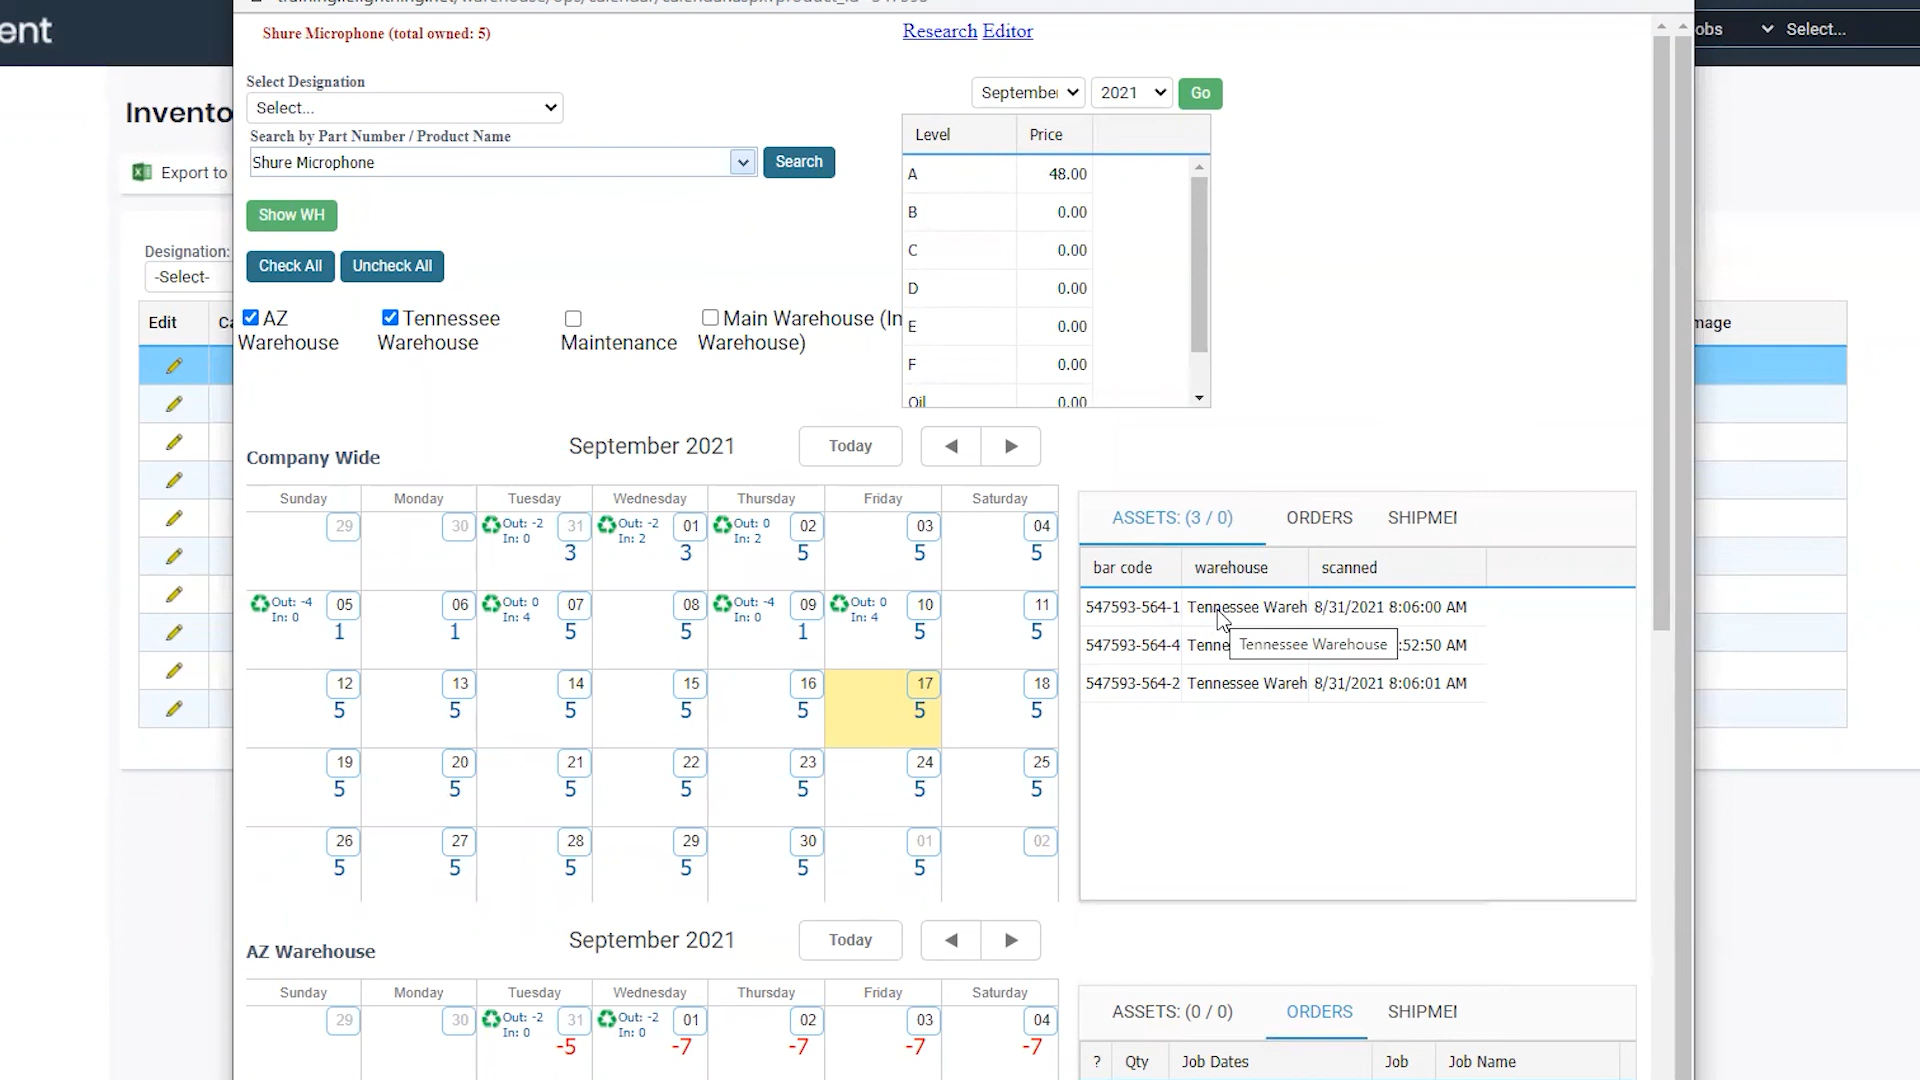 ent
obs
Select...
Shure Microphone (total owned: 5)
Research Editor
Select Designation
Select...
September
2021
Go
Search by Part Number / Product Name
Shure Microphone
Search
Level Price
A 48.00
B 0.00
C 0.00
D 0.00
E 0.00
F 0.00
Oil 0.00
Show WH
Check All
Uncheck All
AZ Warehouse
Tennessee Warehouse
Maintenance
Main Warehouse (In Warehouse)
Invento
Export to
Designation:
-Select-
Edit Ca
mage
Company Wide
September 2021
Today
Sunday Monday Tuesday Wednesday Thursday Friday Saturday
29 30 Out: -2 In: 0 31 3 Out: -2 In: 2 01 3 Out: 0 In: 2 02 5 03 5 04 5
Out: -4 In: 0 05 1 06 1 Out: 0 In: 4 07 5 08 5 Out: -4 In: 0 09 1 Out: 0 In: 4 10 5 11 5
12 5 13 5 14 5 15 5 16 5 17 5 18 5
19 5 20 5 21 5 22 5 23 5 24 5 25 5
26 5 27 5 28 5 29 5 30 5 01 5 02
ASSETS: (3 / 0) ORDERS SHIPMEI
bar code warehouse scanned
547593-564-1 Tennessee Wareh 8/31/2021 8:06:00 AM
547593-564-4 Tenne :52:50 AM
Tennessee Warehouse
547593-564-2 Tennessee Wareh 8/31/2021 8:06:01 AM
AZ Warehouse
September 2021
Today
Sunday Monday Tuesday Wednesday Thursday Friday Saturday
29 30 Out: -2 In: 0 31 -5 Out: -2 In: 0 01 -7 02 -7 03 -7 04 -7
ASSETS: (0 / 0) ORDERS SHIPMEI
? Qty Job Dates Job Job Name